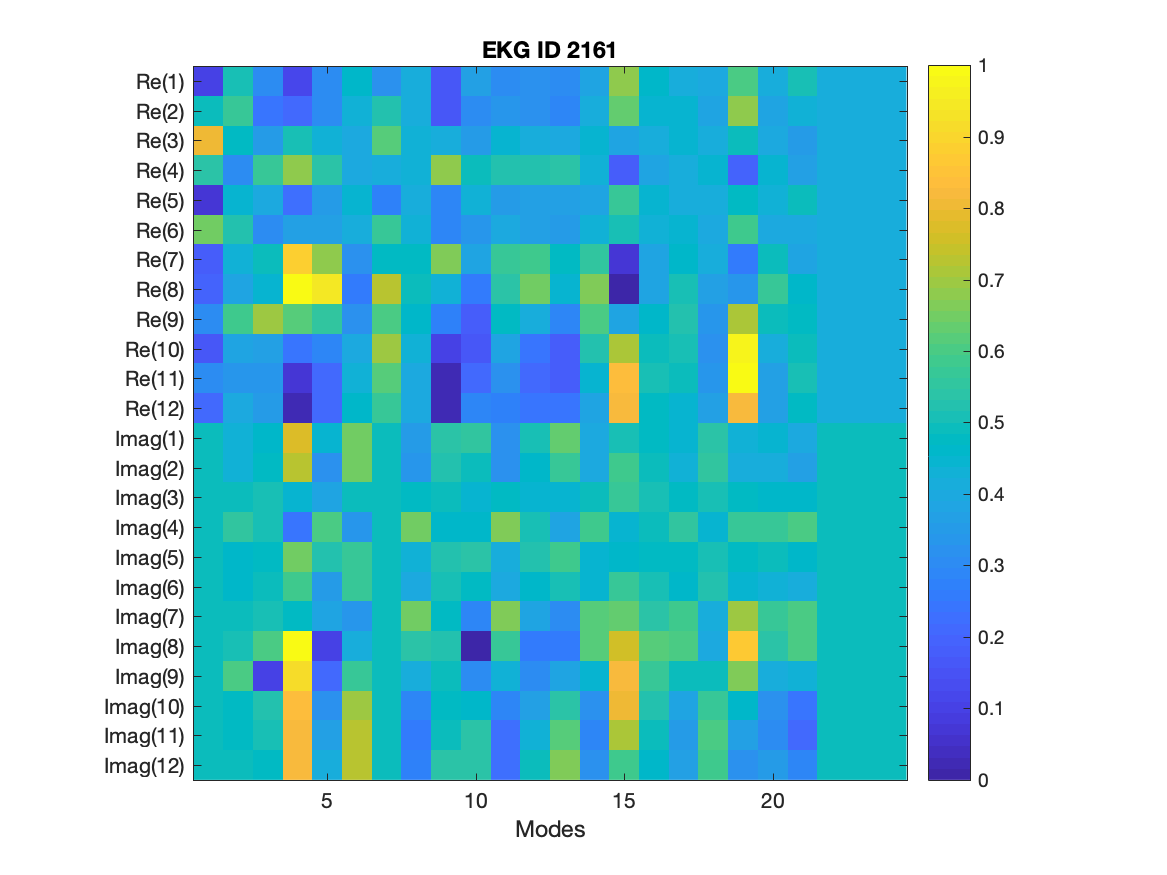 EKG ID 2161
Re(1)
Re(2)
Re(3)
Re(4)
Re(5)
Re(6)
Re(7)
Re(8)
Re(9)
Re(10)
Re(11)
Re(12)
Imag(1)
Imag(2)
Imag(3)
Imag(4)
Imag(5)
Imag(6)
Imag(7)
Imag(8)
Imag(9)
Imag(10)
Imag(11)
Imag(12)
5 10 15 20
Modes
1
0.9
0.8
0.7
0.6
0.5
0.4
0.3
0.2
0.1
0